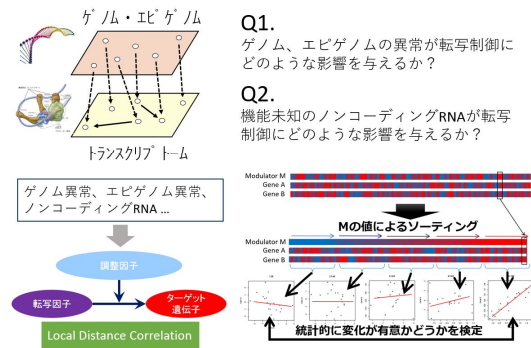 ゲノム・エピゲノム
トランスクリプトーム
Q1.
ゲノム、エピゲノムの異常が転写制御に
どのような影響を与えるか？
Q2.
機能未知のノンコーディングRNAが転写
制御にどのような影響を与えるか？
ゲノム異常、エピゲノム異常、
ノンコーディングRNA ...
調整因子
転写因子
ターゲット
遺伝子
Local Distance Correlation
Modulator M
Gene A
Gene B
Mの値によるソーティング
Modulator M
Gene A
Gene B
統計的に変化が有意かどうかを検定